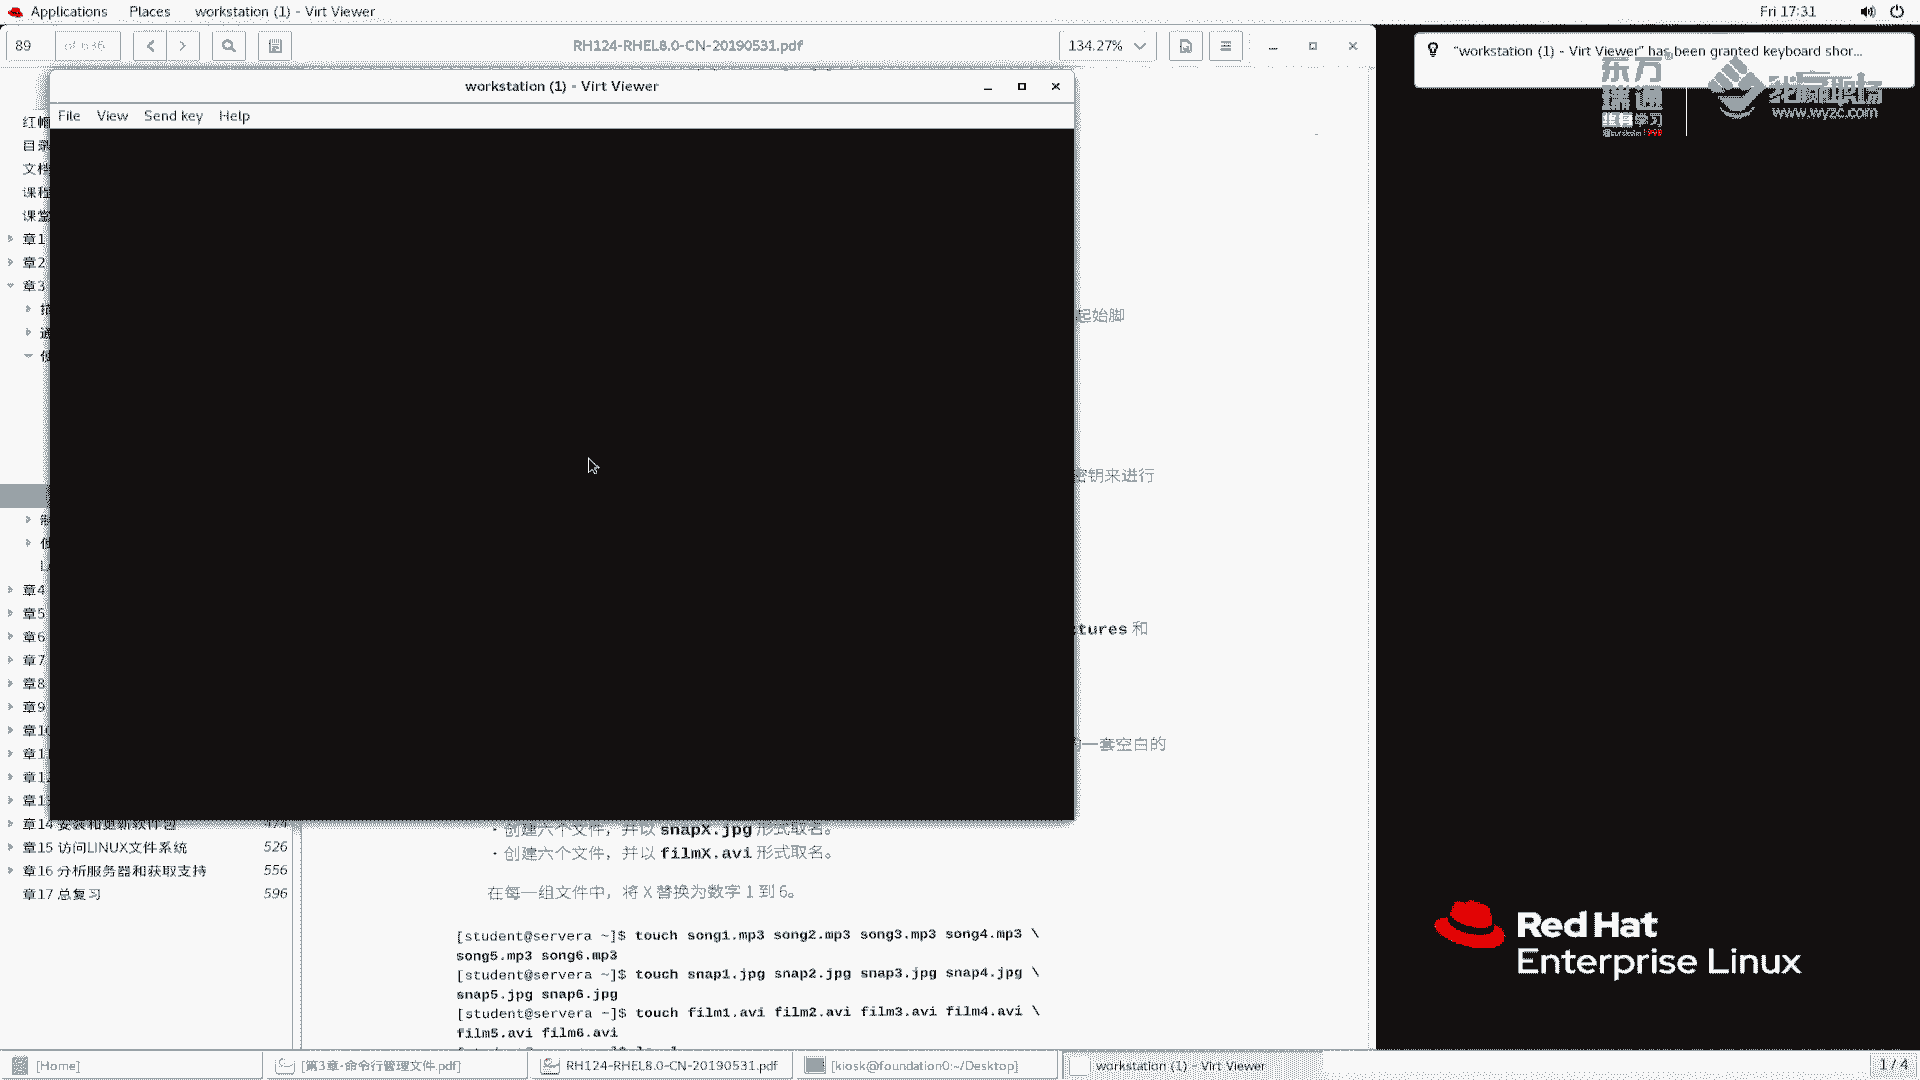 Applications Places workstation (1) - Virt Viewer Fri 17:31
89 RH124-RHEL8.0-CN-20190531.pdf 134.27%
"workstation (1) - Virt Viewer" has been granted keyboard shor...
东方瑞通
终身学习
我赢职场
www.wyzc.com
workstation (1) - Virt Viewer
File View Send key Help
红帽
目录
文档
课程
课堂
章1
章2
章3
起始脚
密钥来进行
章4
章5
章6
tures 和
章7
章8
章9
章10
一套空白的
章11
章12
章13
章14 安装和更新软件包 474
· 创建六个文件，并以 snapX.jpg 形式取名。
章15 访问LINUX文件系统 526
· 创建六个文件，并以 filmX.avi 形式取名。
章16 分析服务器和获取支持 556
章17 总复习 596
在每一组文件中，将 X 替换为数字 1 到 6。
[student@servera ~]$ touch song1.mp3 song2.mp3 song3.mp3 song4.mp3 \
song5.mp3 song6.mp3
[student@servera ~]$ touch snap1.jpg snap2.jpg snap3.jpg snap4.jpg \
snap5.jpg snap6.jpg
[student@servera ~]$ touch film1.avi film2.avi film3.avi film4.avi \
film5.avi film6.avi
Red Hat
Enterprise Linux
[Home] [第3章-命令行管理文件.pdf] RH124-RHEL8.0-CN-20190531.pdf [kiosk@foundation0:~/Desktop] workstation (1) - Virt Viewer 1 / 4